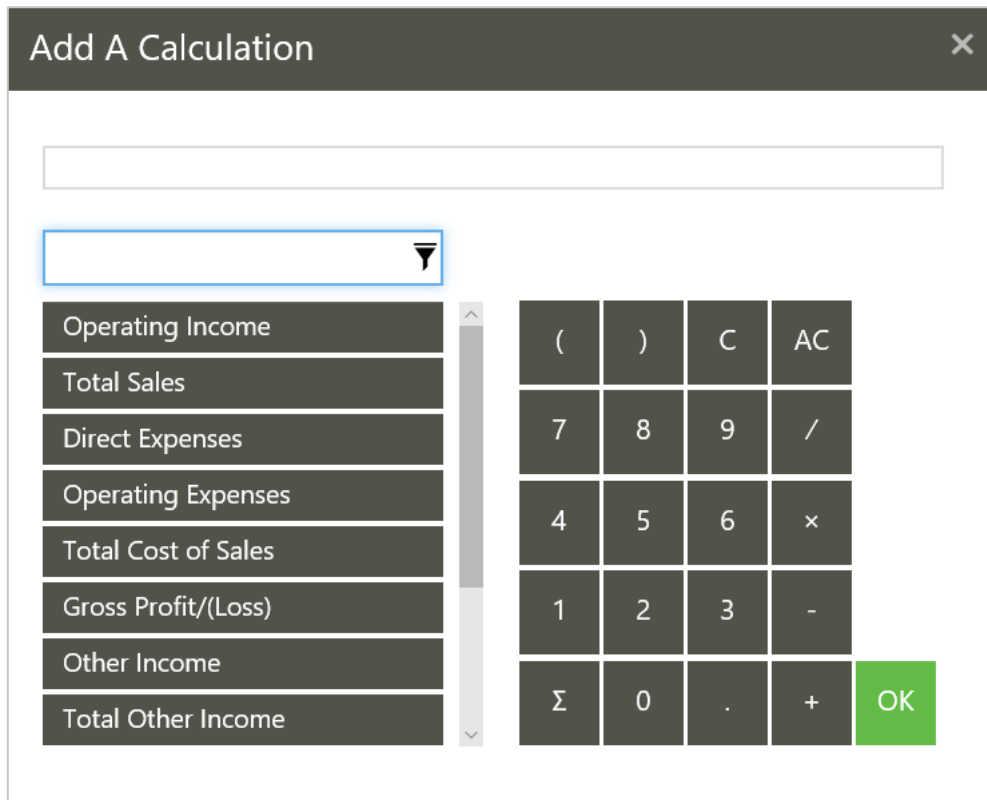 Add A Calculation ×
Operating Income
Total Sales
Direct Expenses
Operating Expenses
Total Cost of Sales
Gross Profit/(Loss)
Other Income
Total Other Income
( ) C AC
7 8 9 /
4 5 6 ×
1 2 3 -
Σ 0 . + OK